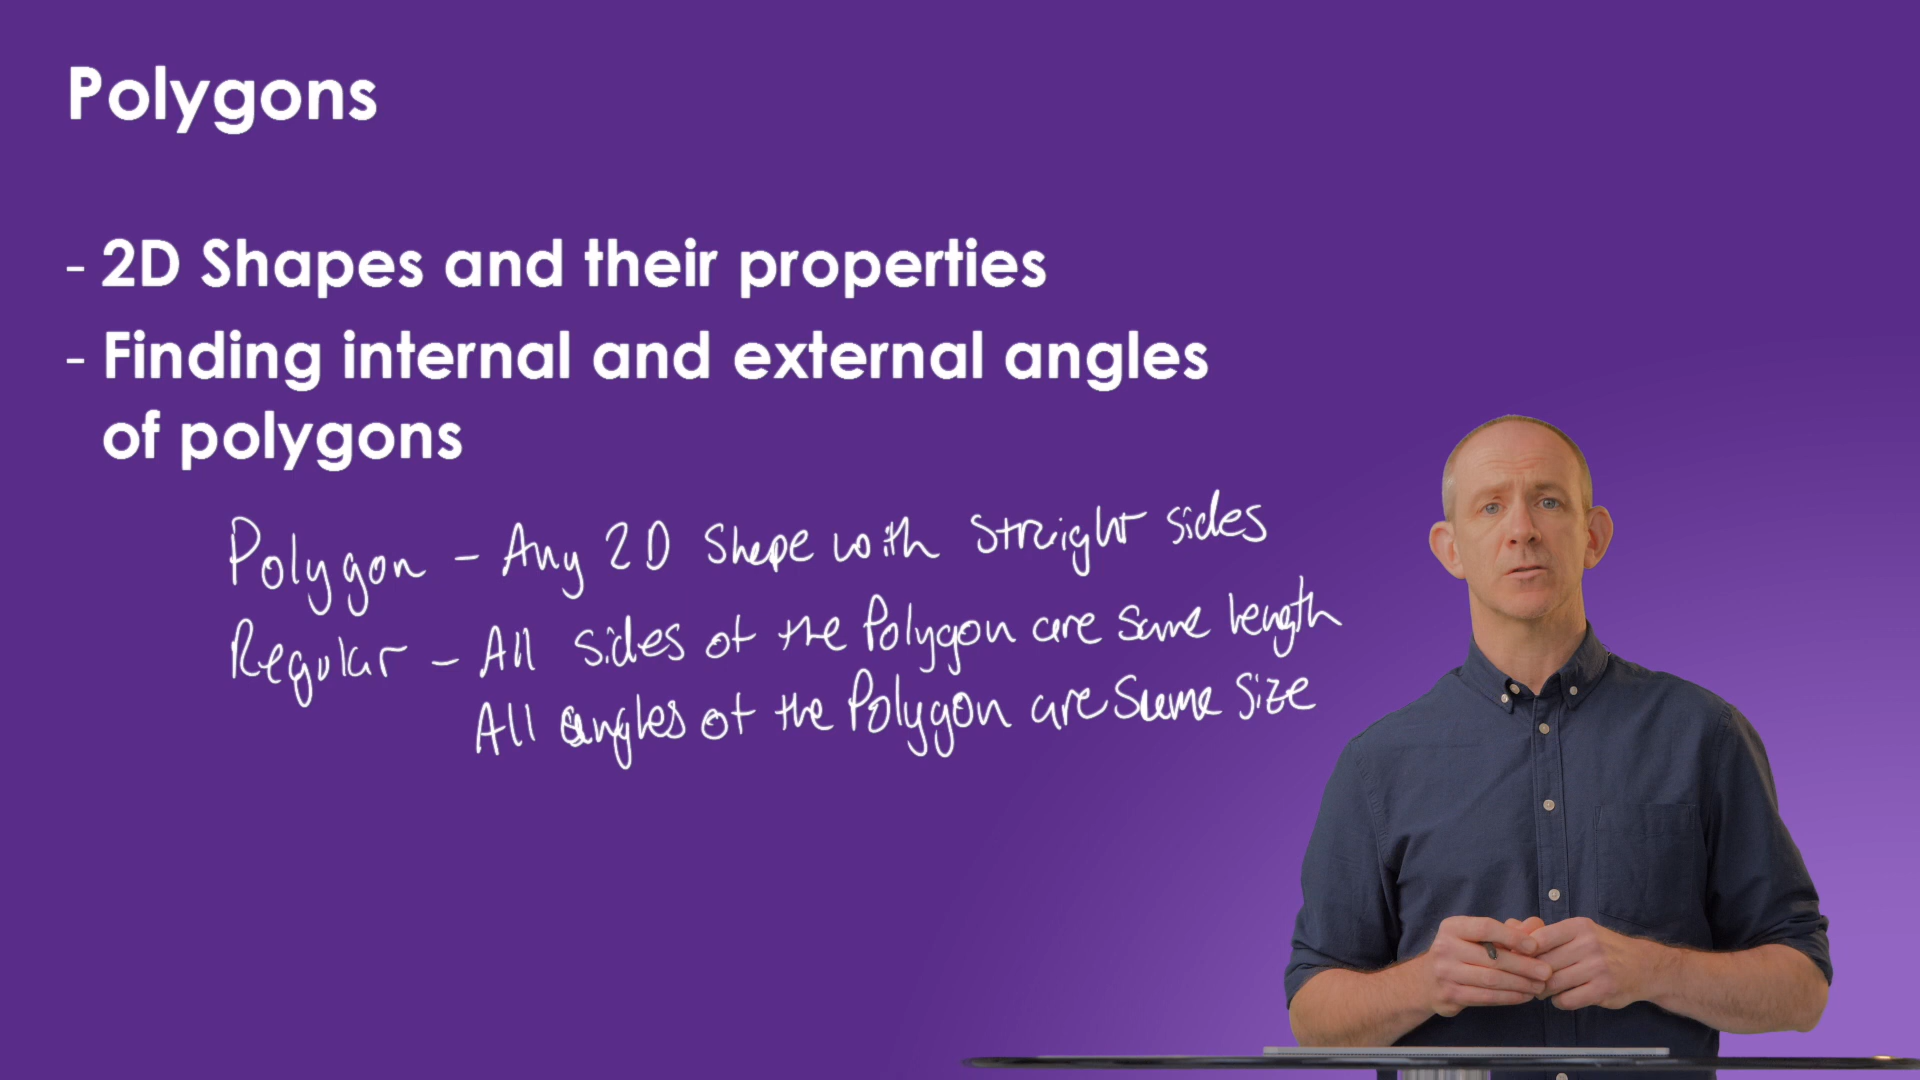 Polygons
- 2D Shapes and their properties
- Finding internal and external angles
of polygons
Polygon - Any 2D Shape with Straight sides
Regular - All sides of the Polygon are same length
All angles of the Polygon are same size